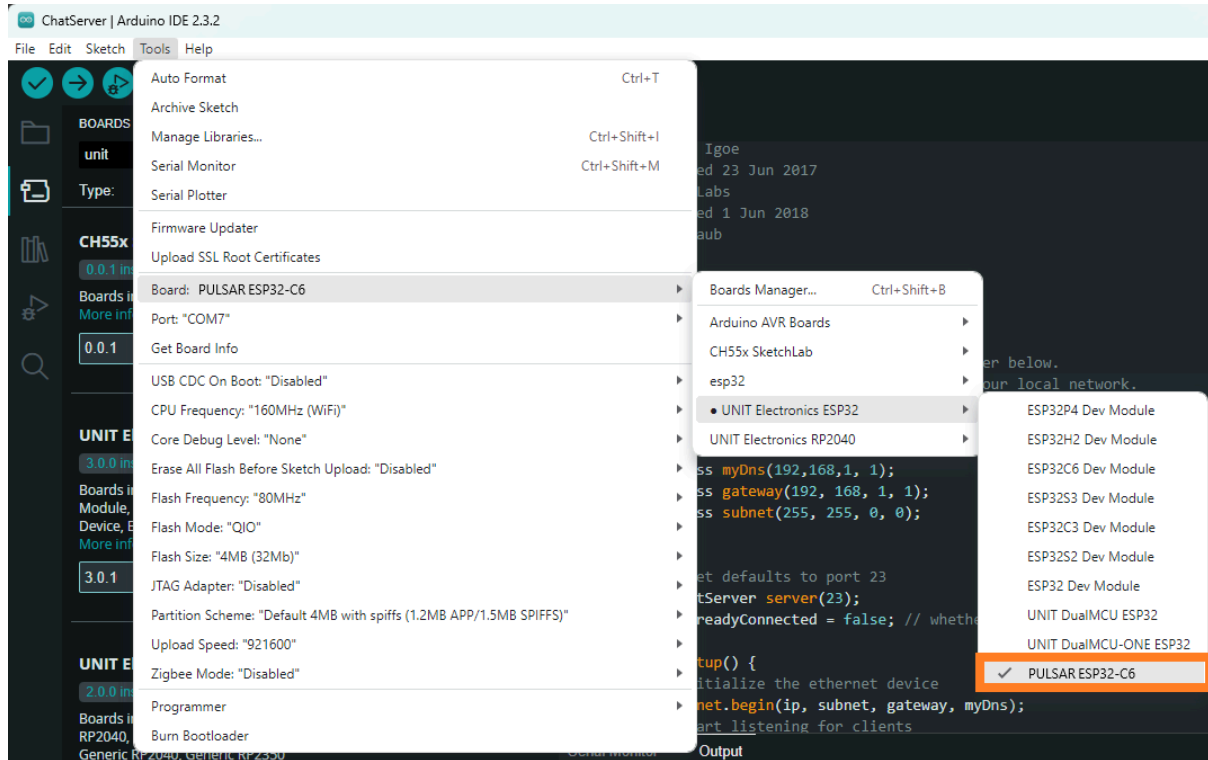 ChatServer | Arduino IDE 2.3.2
File Edit Sketch Tools Help
BOARDS
unit
Type:
CH55x
0.0.1 ins
Boards in
More inf
0.0.1
UNIT El
3.0.0 ins
Boards in
Module,
Device, E
More inf
3.0.1
UNIT El
2.0.0 ins
Boards in
RP2040,
Generic RP2040, Generic RP2350
Auto Format Ctrl+T
Archive Sketch
Manage Libraries... Ctrl+Shift+I
Serial Monitor Ctrl+Shift+M
Serial Plotter
Firmware Updater
Upload SSL Root Certificates
Board: PULSAR ESP32-C6
Port: "COM7"
Get Board Info
USB CDC On Boot: "Disabled"
CPU Frequency: "160MHz (WiFi)"
Core Debug Level: "None"
Erase All Flash Before Sketch Upload: "Disabled"
Flash Frequency: "80MHz"
Flash Mode: "QIO"
Flash Size: "4MB (32Mb)"
JTAG Adapter: "Disabled"
Partition Scheme: "Default 4MB with spiffs (1.2MB APP/1.5MB SPIFFS)"
Upload Speed: "921600"
Zigbee Mode: "Disabled"
Programmer
Burn Bootloader
Boards Manager... Ctrl+Shift+B
Arduino AVR Boards
CH55x SketchLab
esp32
● UNIT Electronics ESP32
UNIT Electronics RP2040
ESP32P4 Dev Module
ESP32H2 Dev Module
ESP32C6 Dev Module
ESP32S3 Dev Module
ESP32C3 Dev Module
ESP32S2 Dev Module
ESP32 Dev Module
UNIT DualMCU ESP32
UNIT DualMCU-ONE ESP32
✓ PULSAR ESP32-C6
Igoe
ed 23 Jun 2017
Labs
ed 1 Jun 2018
aub
er below.
our local network.
ss myDns(192,168,1, 1);
ss gateway(192, 168, 1, 1);
ss subnet(255, 255, 0, 0);
et defaults to port 23
tServer server(23);
readyConnected = false; // whethe
tup() {
itialize the ethernet device
net.begin(ip, subnet, gateway, myDns);
art listening for clients
Serial Monitor Output